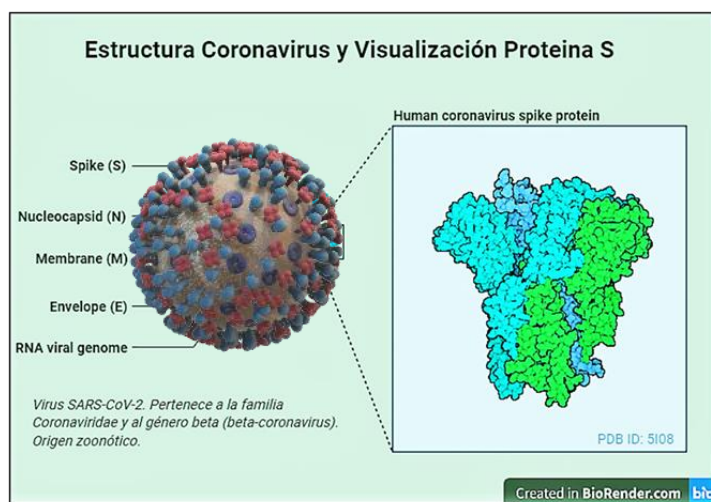 Estructura Coronavirus y Visualización Proteina S
Human coronavirus spike protein
Spike (S)
Nucleocapsid (N)
Membrane (M)
Envelope (E)
RNA viral genome
Virus SARS-CoV-2. Pertenece a la familia
Coronaviridae y al género beta (beta-coronavirus).
Origen zoonótico.
PDB ID: 5I08
Created in BioRender.com bio